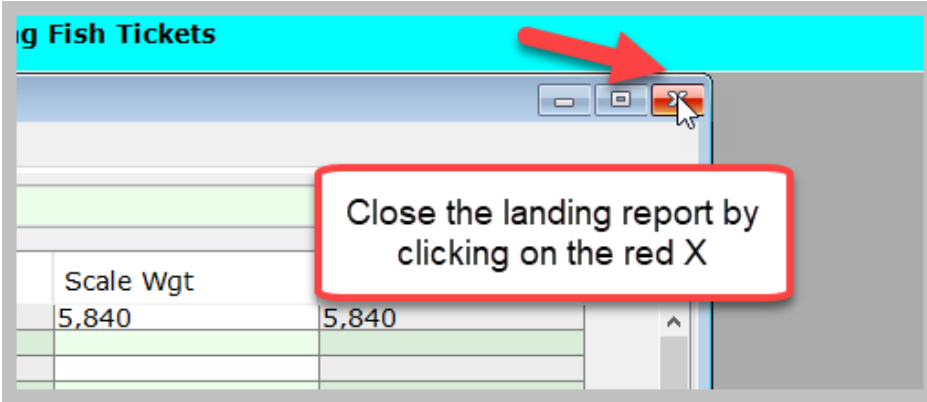 g Fish Tickets
Close the landing report by
clicking on the red X
Scale Wgt
5,840 5,840